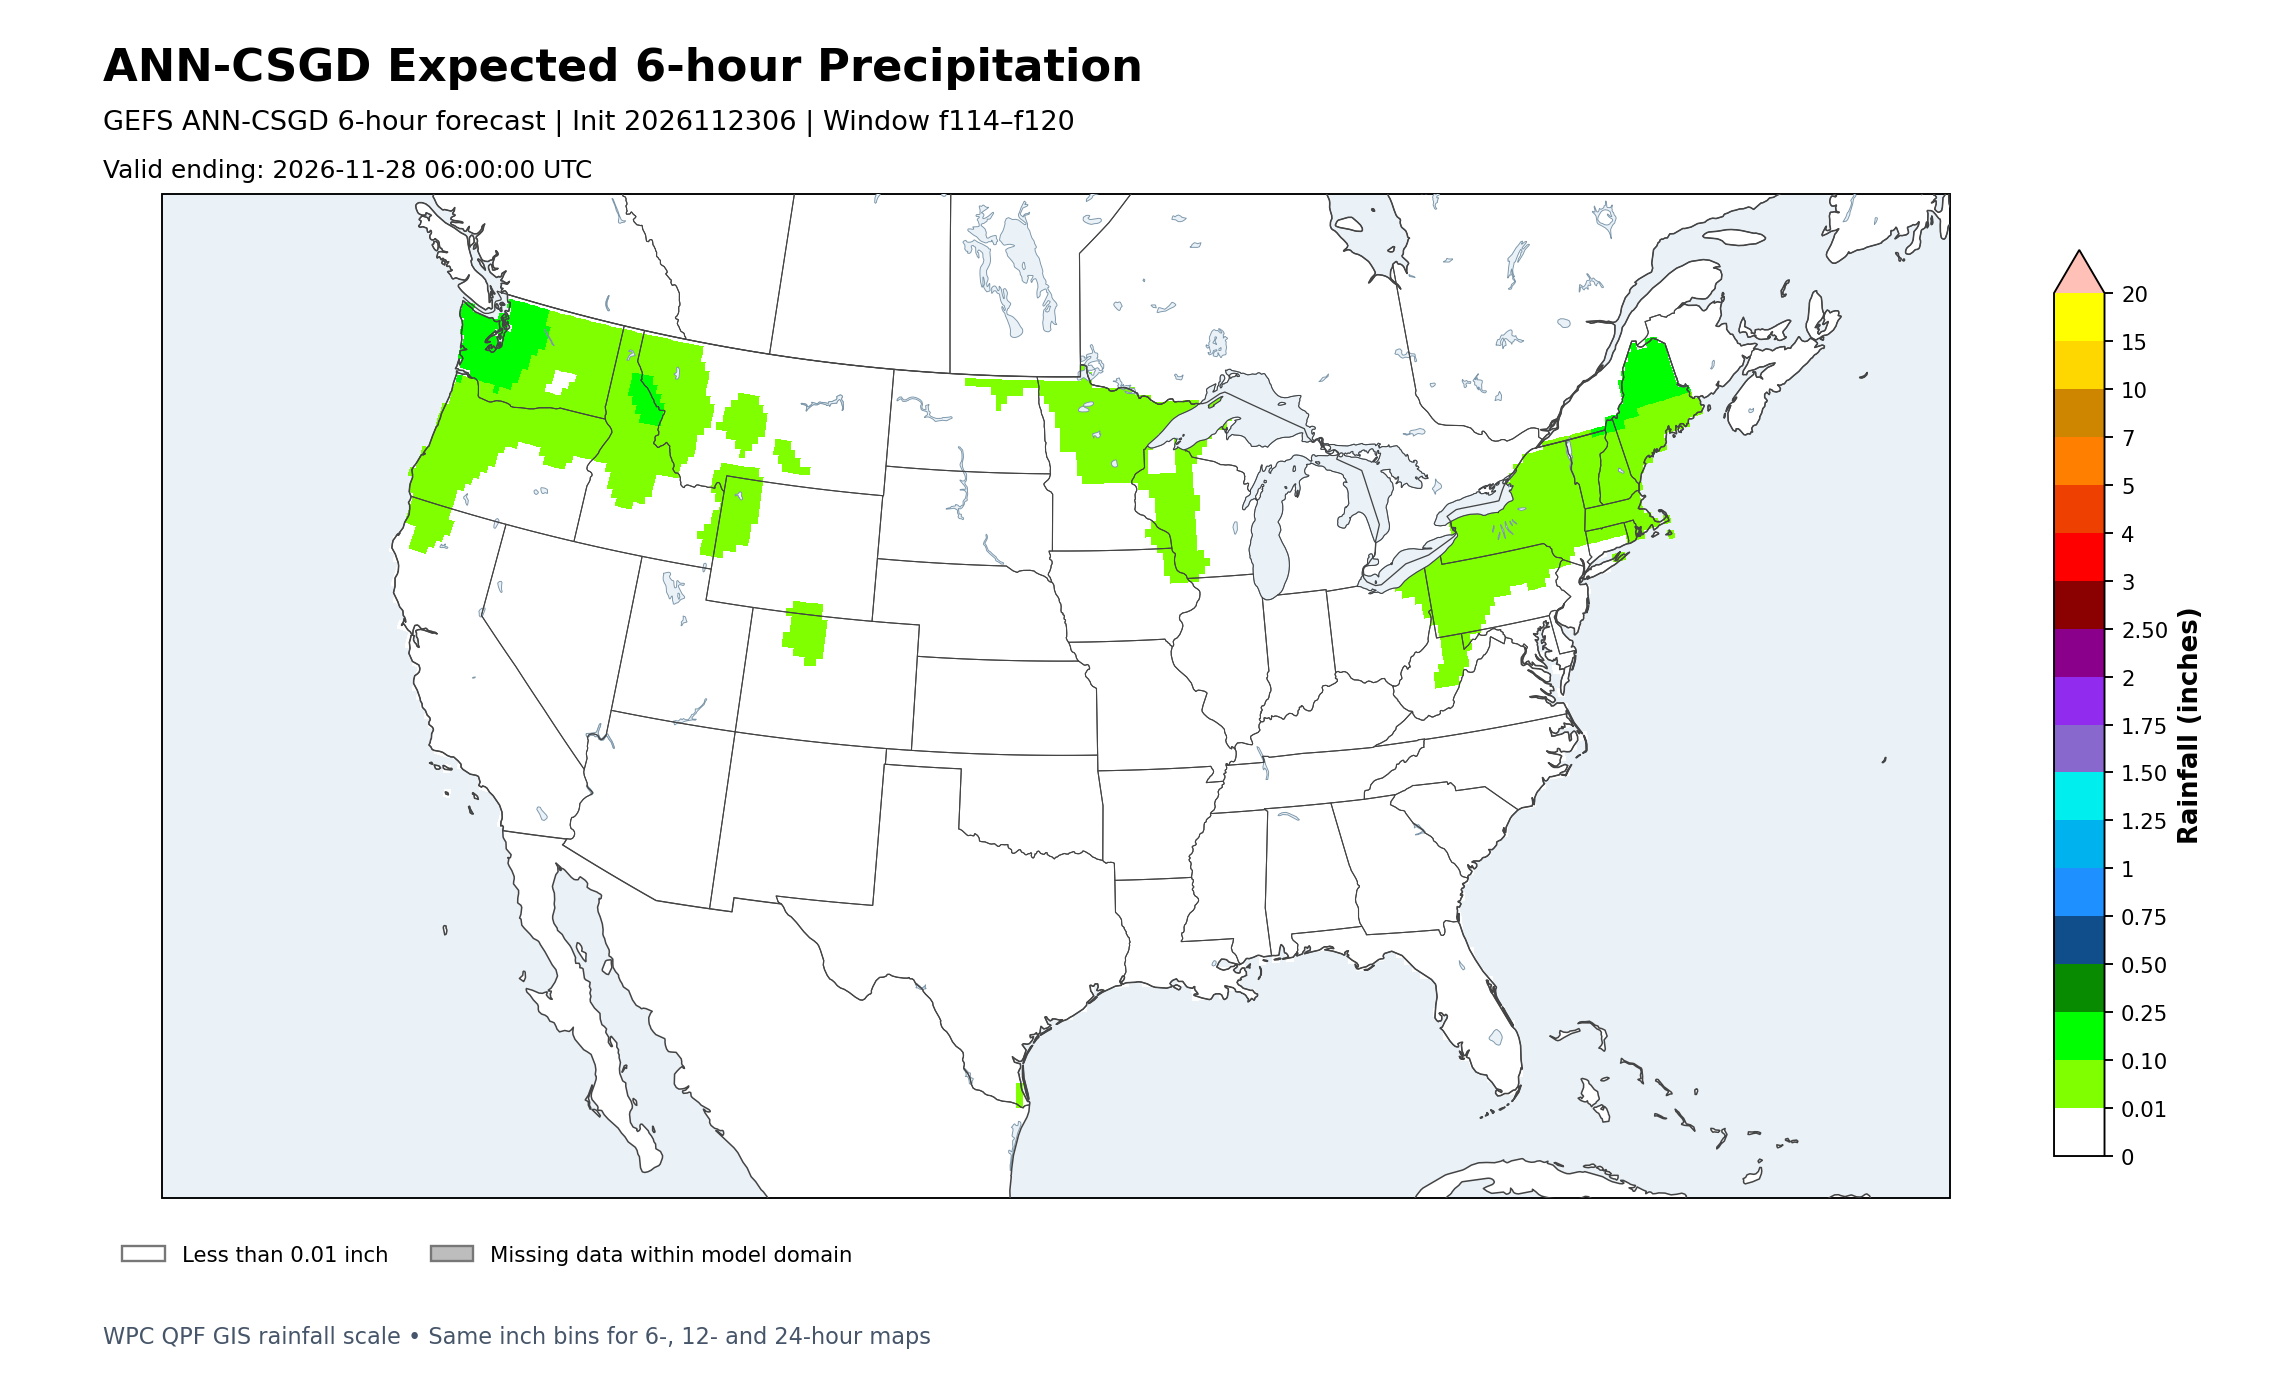 ANN-CSGD Expected 6-hour Precipitation
GEFS ANN-CSGD 6-hour forecast | Init 2026112306 | Window f114–f120
Valid ending: 2026-11-28 06:00:00 UTC
20
15
10
7
5
4
3
2.50
2
1.75
1.50
1.25
1
0.75
0.50
0.25
0.10
0.01
0
Rainfall (inches)
Less than 0.01 inch
Missing data within model domain
WPC QPF GIS rainfall scale • Same inch bins for 6-, 12- and 24-hour maps